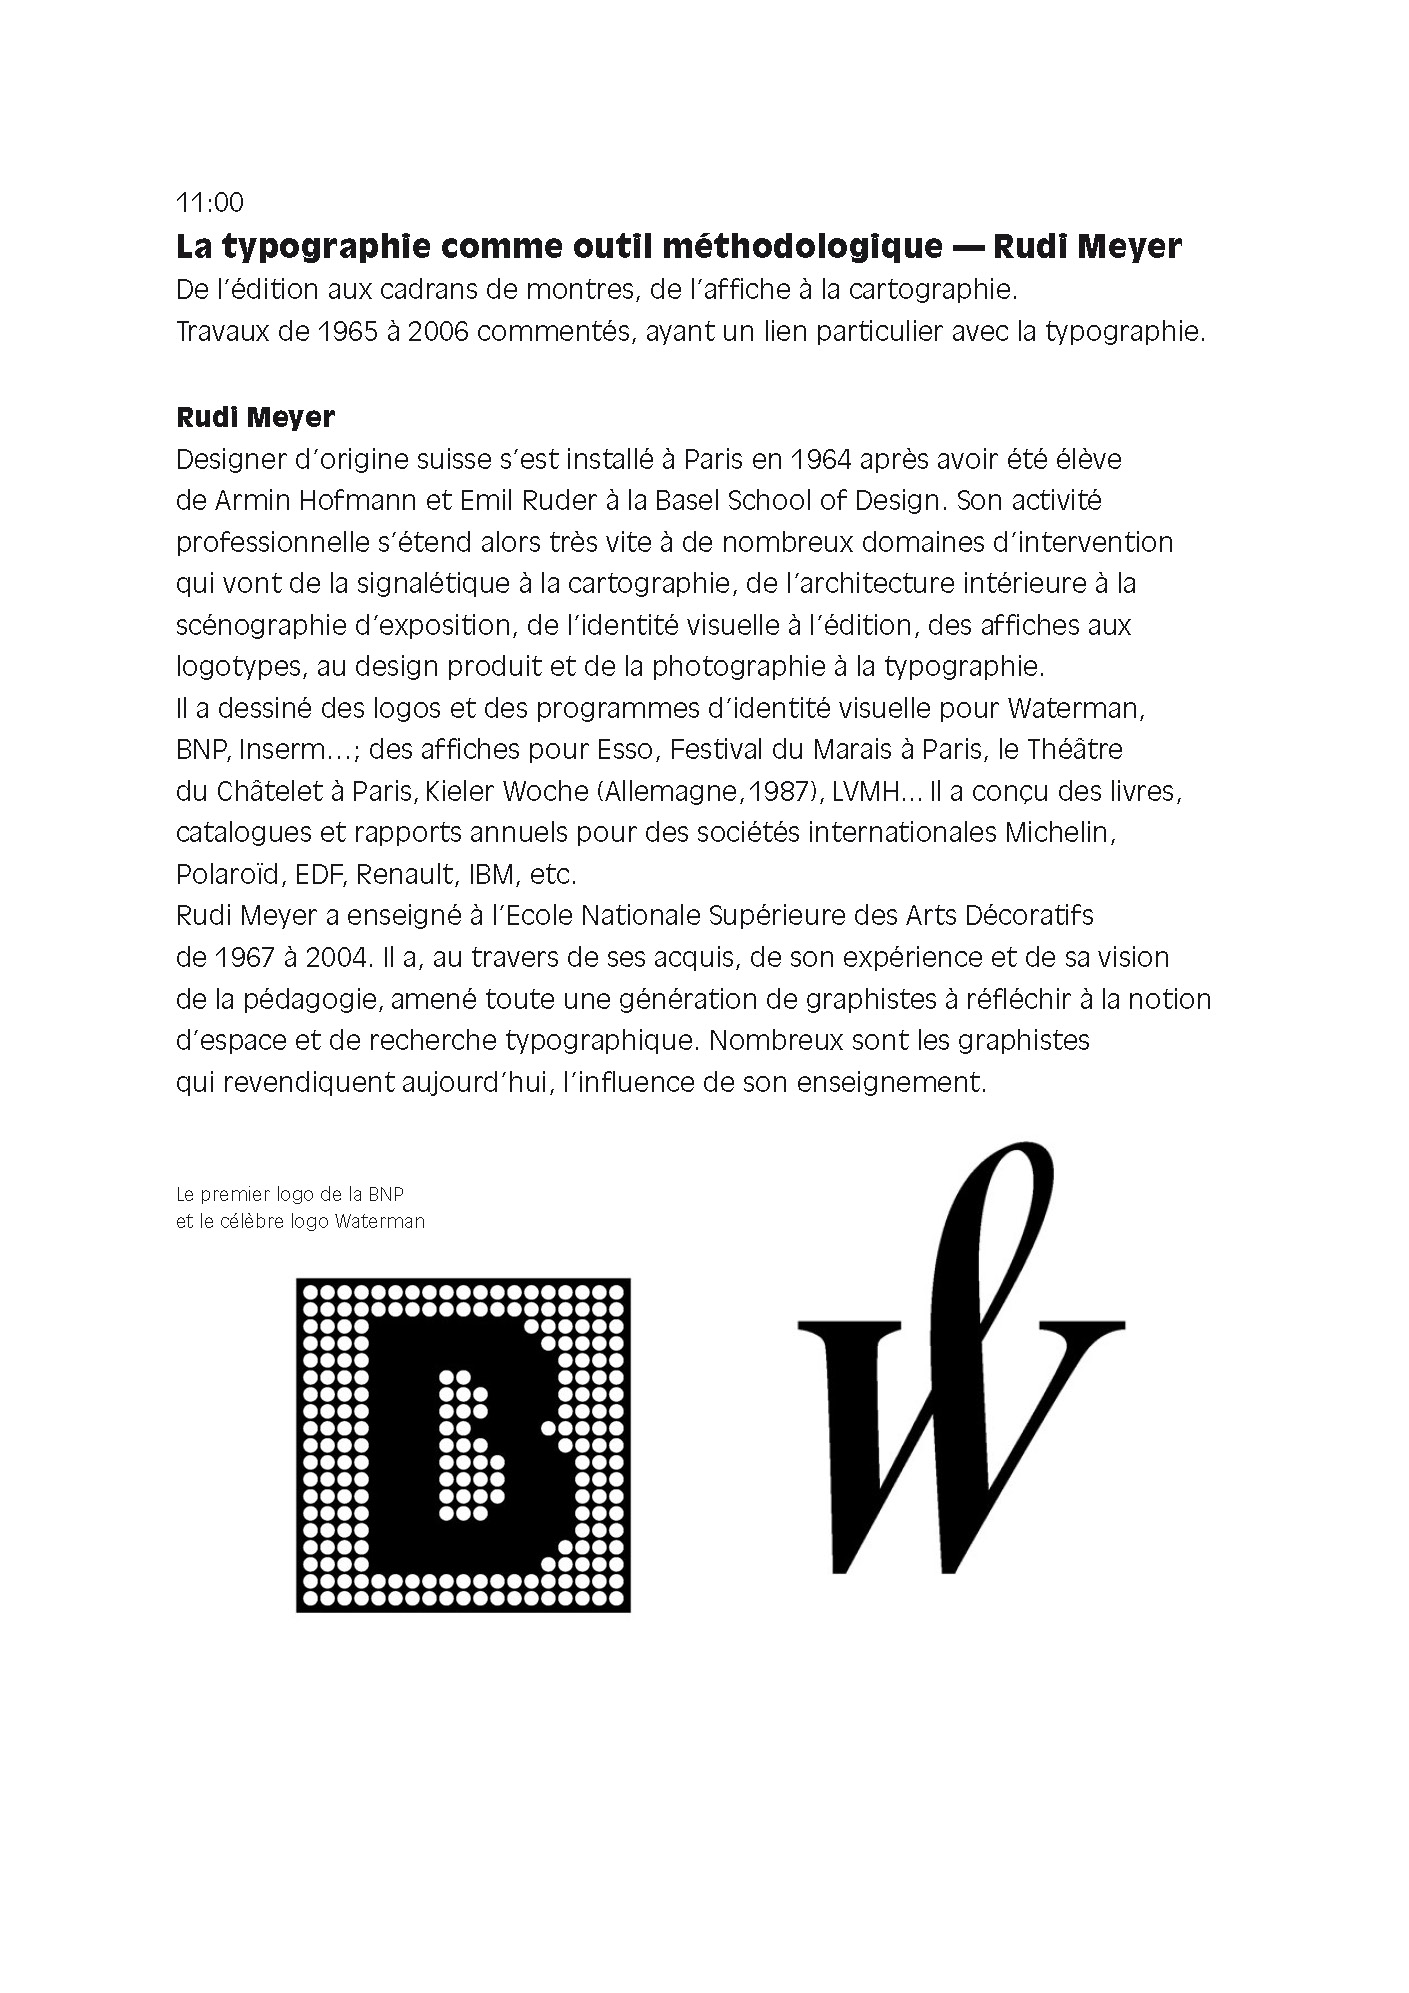 11:00
La typographie comme outil méthodologique — Rudi Meyer
De l’édition aux cadrans de montres, de l’affiche à la cartographie.
Travaux de 1965 à 2006 commentés, ayant un lien particulier avec la typographie.
Rudi Meyer
Designer d’origine suisse s’est installé à Paris en 1964 après avoir été élève
de Armin Hofmann et Emil Ruder à la Basel School of Design. Son activité
professionnelle s’étend alors très vite à de nombreux domaines d’intervention
qui vont de la signalétique à la cartographie, de l’architecture intérieure à la
scénographie d’exposition, de l’identité visuelle à l’édition, des affiches aux
logotypes, au design produit et de la photographie à la typographie.
Il a dessiné des logos et des programmes d’identité visuelle pour Waterman,
BNP, Inserm…; des affiches pour Esso, Festival du Marais à Paris, le Théâtre
du Châtelet à Paris, Kieler Woche (Allemagne,1987), LVMH… Il a conçu des livres,
catalogues et rapports annuels pour des sociétés internationales Michelin,
Polaroïd, EDF, Renault, IBM, etc.
Rudi Meyer a enseigné à l’Ecole Nationale Supérieure des Arts Décoratifs
de 1967 à 2004. Il a, au travers de ses acquis, de son expérience et de sa vision
de la pédagogie, amené toute une génération de graphistes à réfléchir à la notion
d’espace et de recherche typographique. Nombreux sont les graphistes
qui revendiquent aujourd’hui, l’influence de son enseignement.
Le premier logo de la BNP
et le célèbre logo Waterman
B
W